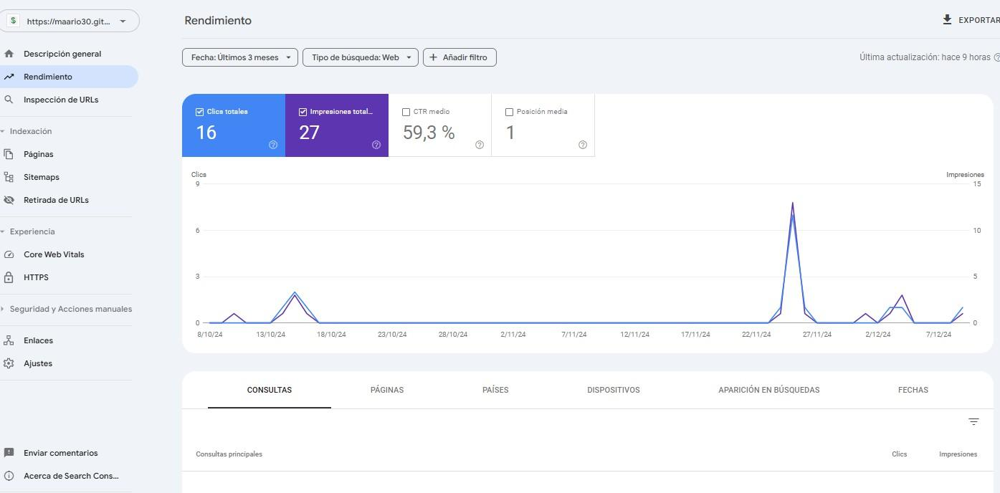 $ https://maario30.git...
Descripción general
Rendimiento
Inspección de URLs
Indexación
Páginas
Sitemaps
Retirada de URLs
Experiencia
Core Web Vitals
HTTPS
Seguridad y Acciones manuales
Enlaces
Ajustes
Enviar comentarios
Acerca de Search Cons...
Rendimiento
EXPORTAR
Fecha: Últimos 3 meses
Tipo de búsqueda: Web
+ Añadir filtro
Última actualización: hace 9 horas
Clics totales
16
Impresiones total...
27
CTR medio
59,3 %
Posición media
1
Clics
Impresiones
9
6
3
0
15
10
5
0
8/10/24 13/10/24 18/10/24 23/10/24 28/10/24 2/11/24 7/11/24 12/11/24 17/11/24 22/11/24 27/11/24 2/12/24 7/12/24
CONSULTAS PÁGINAS PAÍSES DISPOSITIVOS APARICIÓN EN BÚSQUEDAS FECHAS
Consultas principales Clics Impresiones